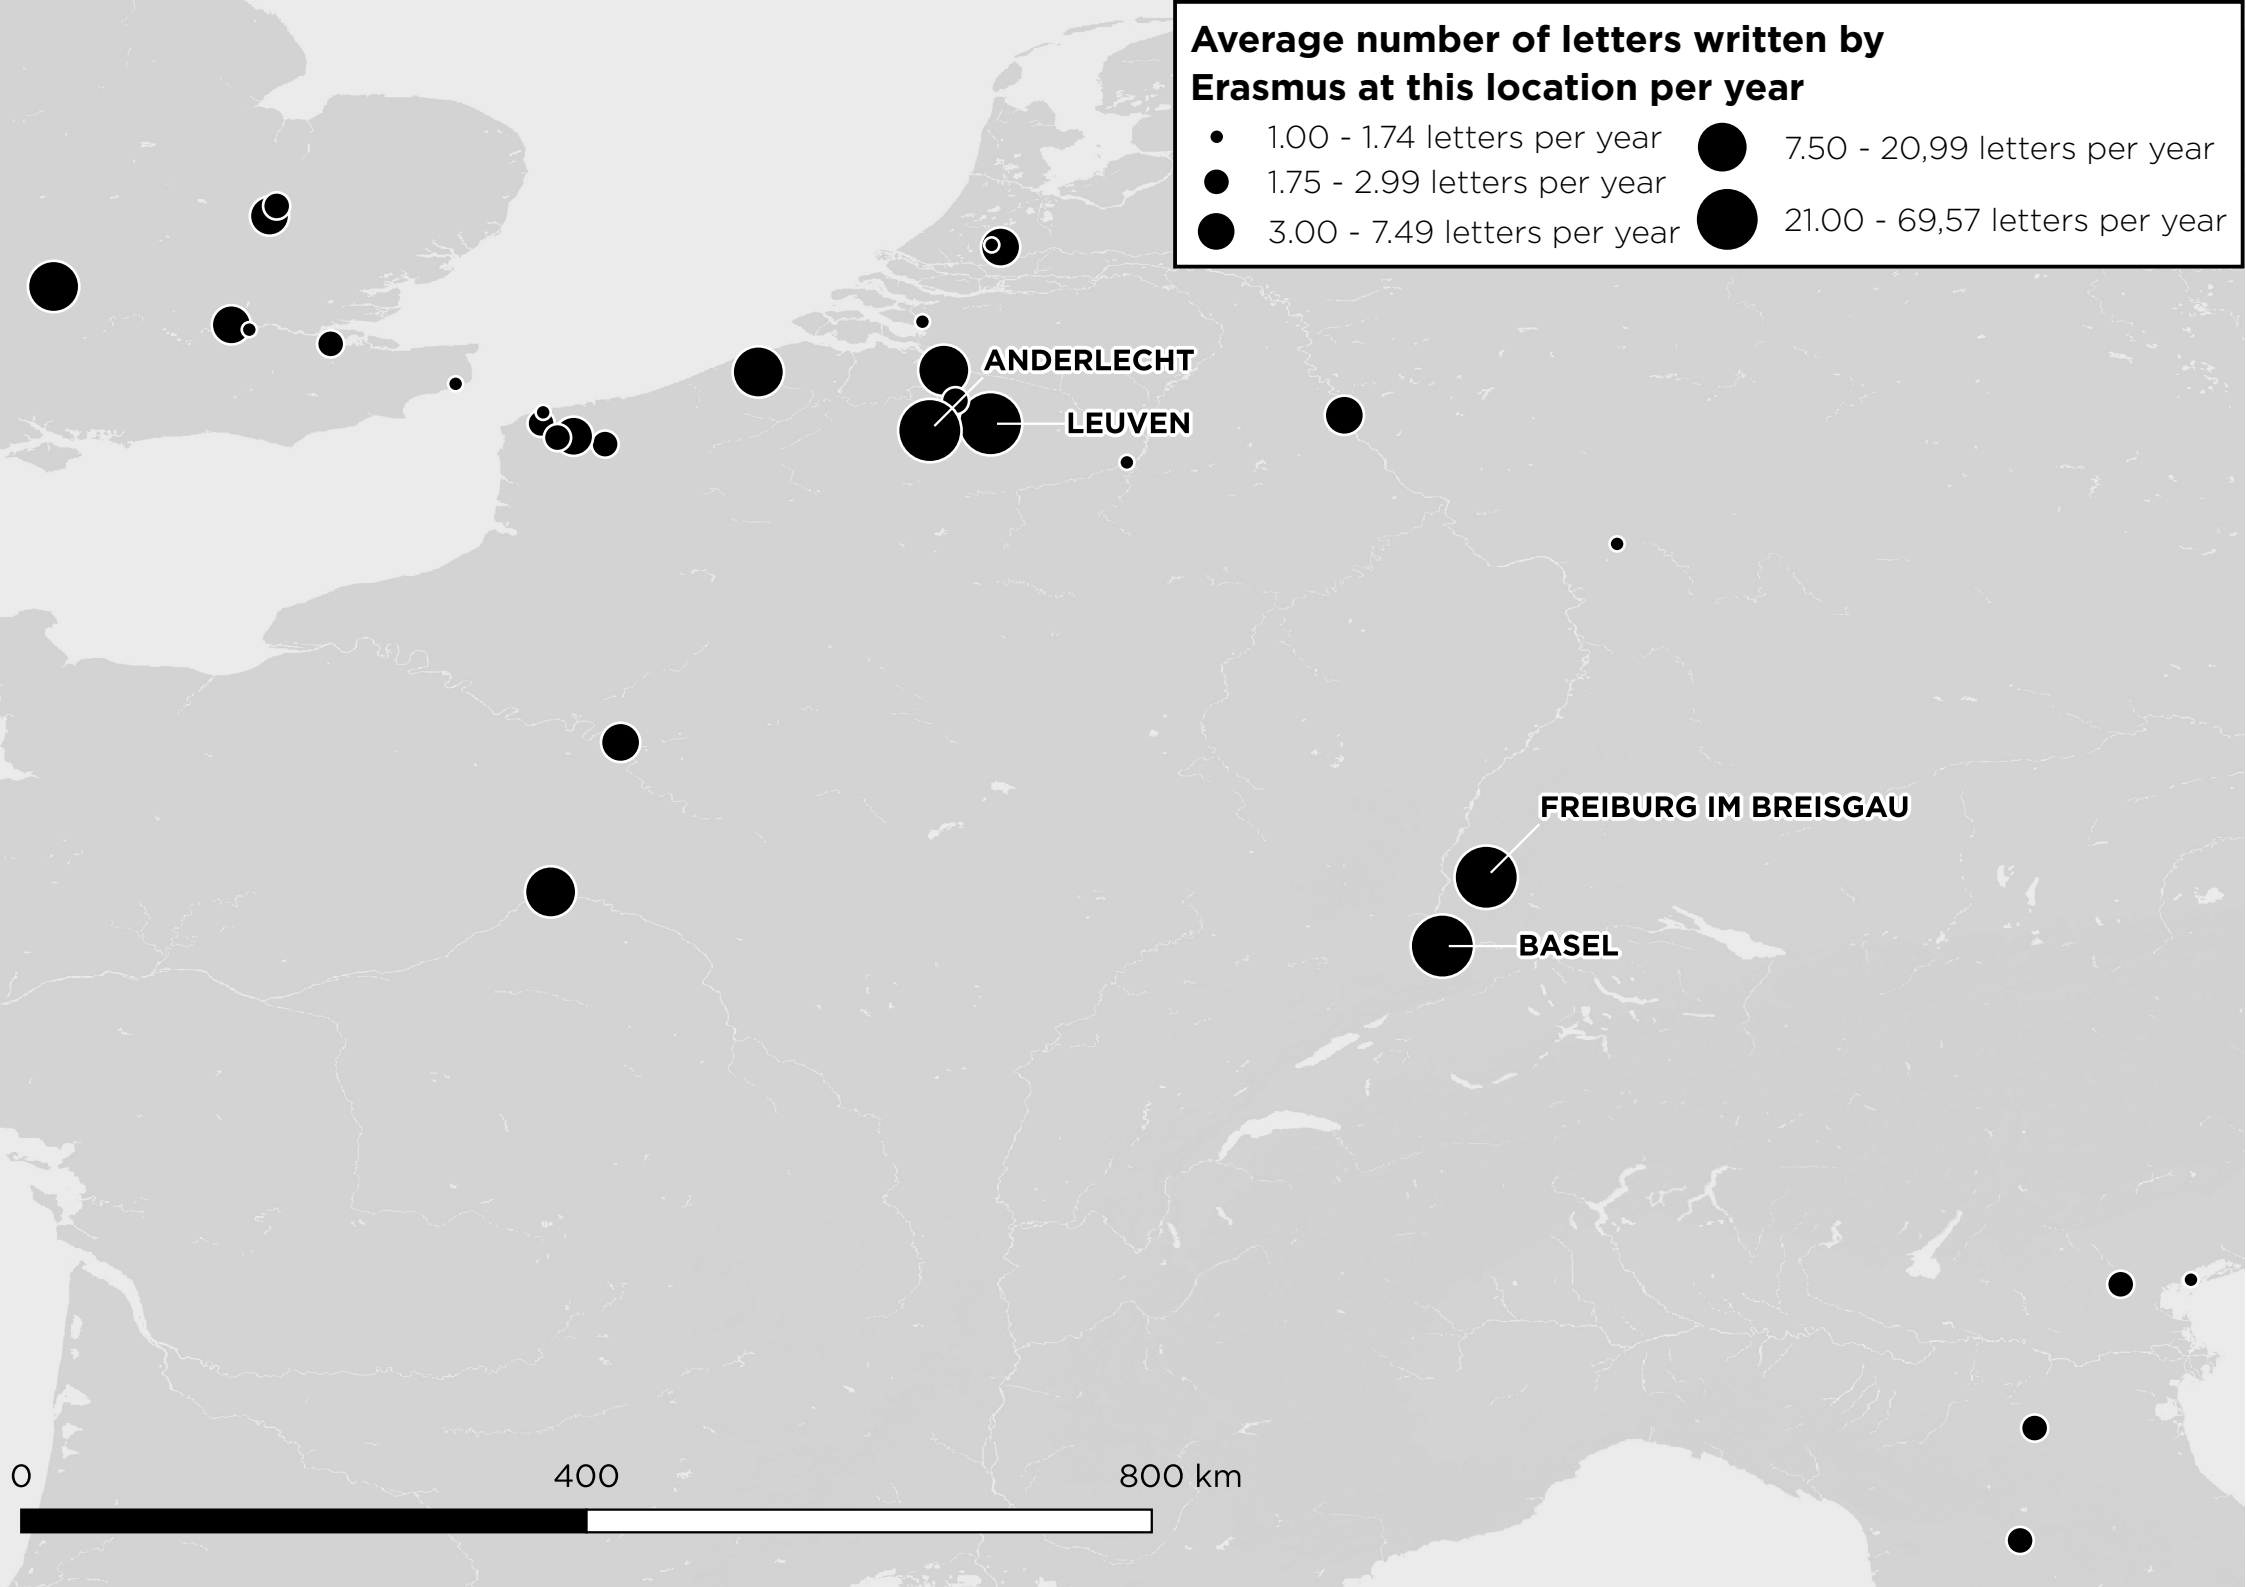 Average number of letters written by
Erasmus at this location per year
1.00 - 1.74 letters per year
1.75 - 2.99 letters per year
3.00 - 7.49 letters per year
7.50 - 20,99 letters per year
21.00 - 69,57 letters per year
ANDERLECHT
LEUVEN
FREIBURG IM BREISGAU
BASEL
0 400 800 km